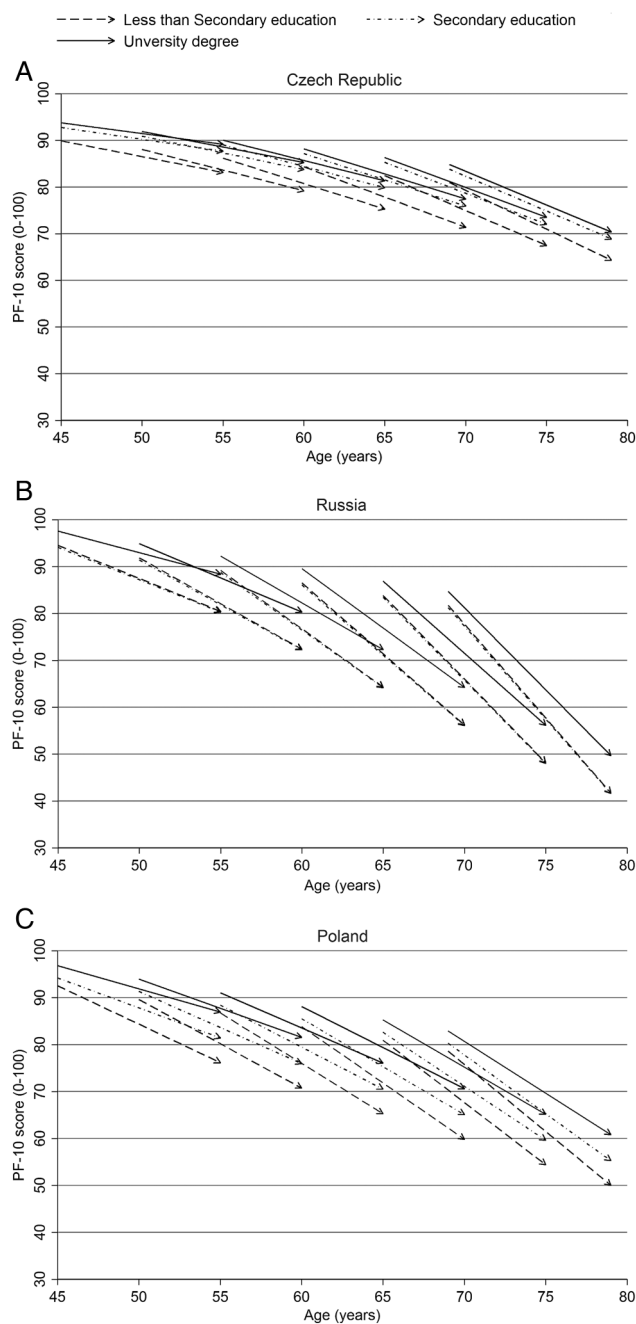 Less than Secondary education Secondary education
Unversity degree
A
Czech Republic
PF-10 score (0-100)
100
90
80
70
60
50
40
30
45 50 55 60 65 70 75 80
Age (years)
B
Russia
PF-10 score (0-100)
100
90
80
70
60
50
40
30
45 50 55 60 65 70 75 80
Age (years)
C
Poland
PF-10 score (0-100)
100
90
80
70
60
50
40
30
45 50 55 60 65 70 75 80
Age (years)